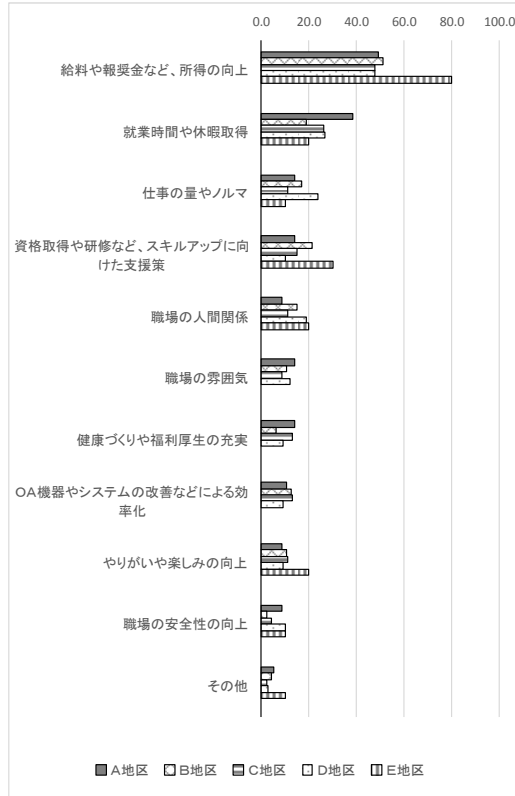 0.0 20.0 40.0 60.0 80.0 100.0
給料や報奨金など、所得の向上
就業時間や休暇取得
仕事の量やノルマ
資格取得や研修など、スキルアップに向
けた支援策
職場の人間関係
職場の雰囲気
健康づくりや福利厚生の充実
OA機器やシステムの改善などによる効
率化
やりがいや楽しみの向上
職場の安全性の向上
その他
A地区 B地区 C地区 D地区 E地区